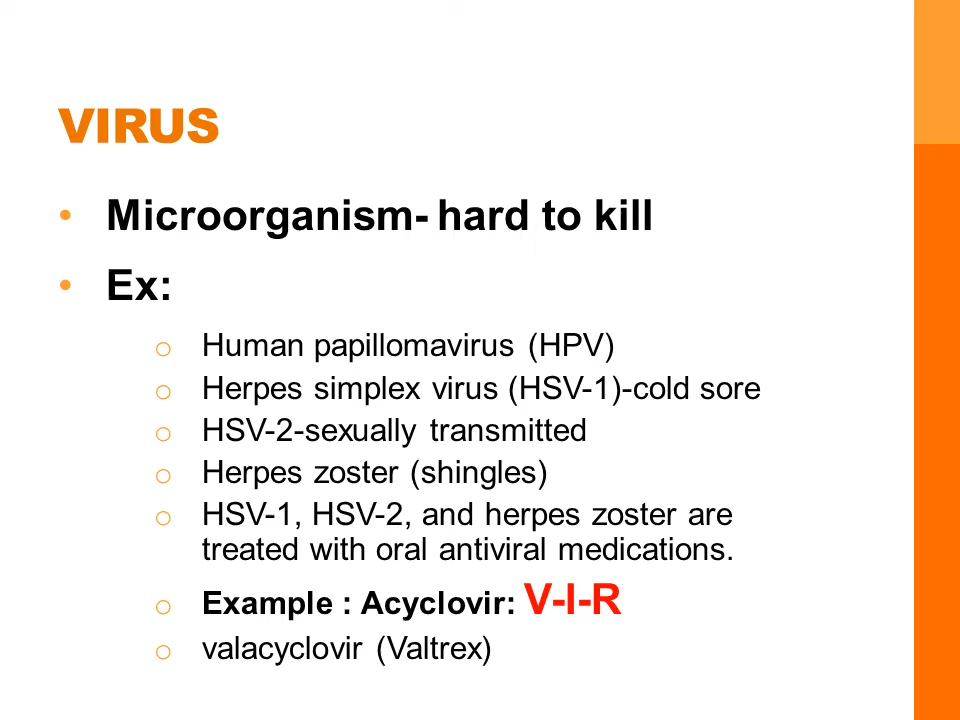 VIRUS
• Microorganism- hard to kill
• Ex:
o Human papillomavirus (HPV)
o Herpes simplex virus (HSV-1)-cold sore
o HSV-2-sexually transmitted
o Herpes zoster (shingles)
o HSV-1, HSV-2, and herpes zoster are
treated with oral antiviral medications.
o Example : Acyclovir: V-I-R
o valacyclovir (Valtrex)